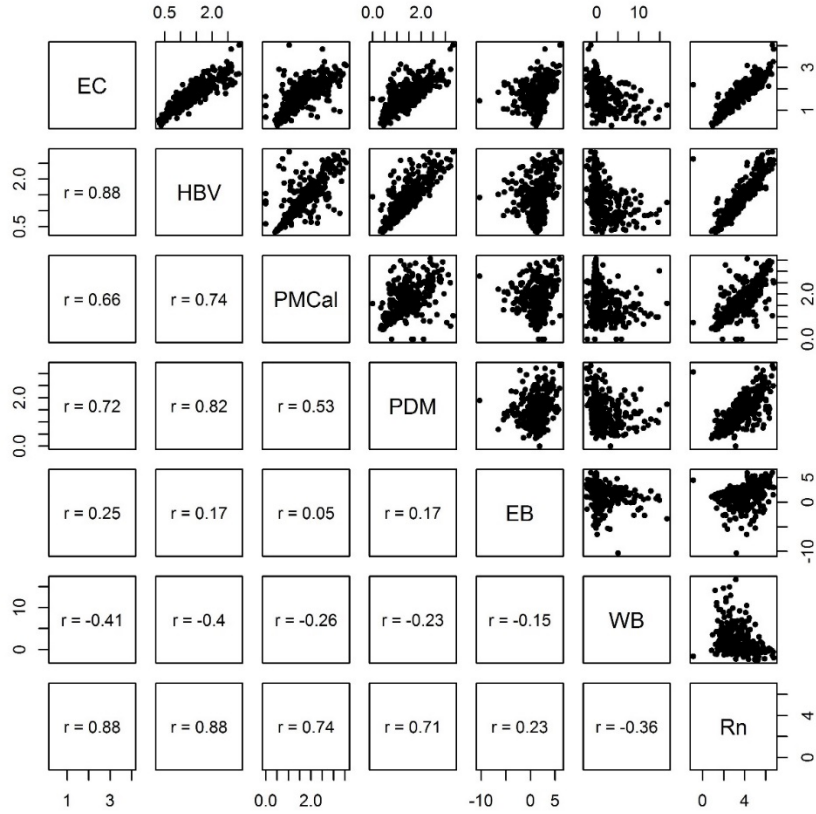 0.5 2.0 0.0 2.0 0 10
EC 1 3
0.5 2.0 r = 0.88 HBV
r = 0.66 r = 0.74 PMCal 0.0 2.0
0.0 2.0 r = 0.72 r = 0.82 r = 0.53 PDM
r = 0.25 r = 0.17 r = 0.05 r = 0.17 EB -10 0 5
0 10 r = -0.41 r = -0.4 r = -0.26 r = -0.23 r = -0.15 WB
r = 0.88 r = 0.88 r = 0.74 r = 0.71 r = 0.23 r = -0.36 Rn 0 4
1 3 0.0 2.0 -10 0 5 0 4